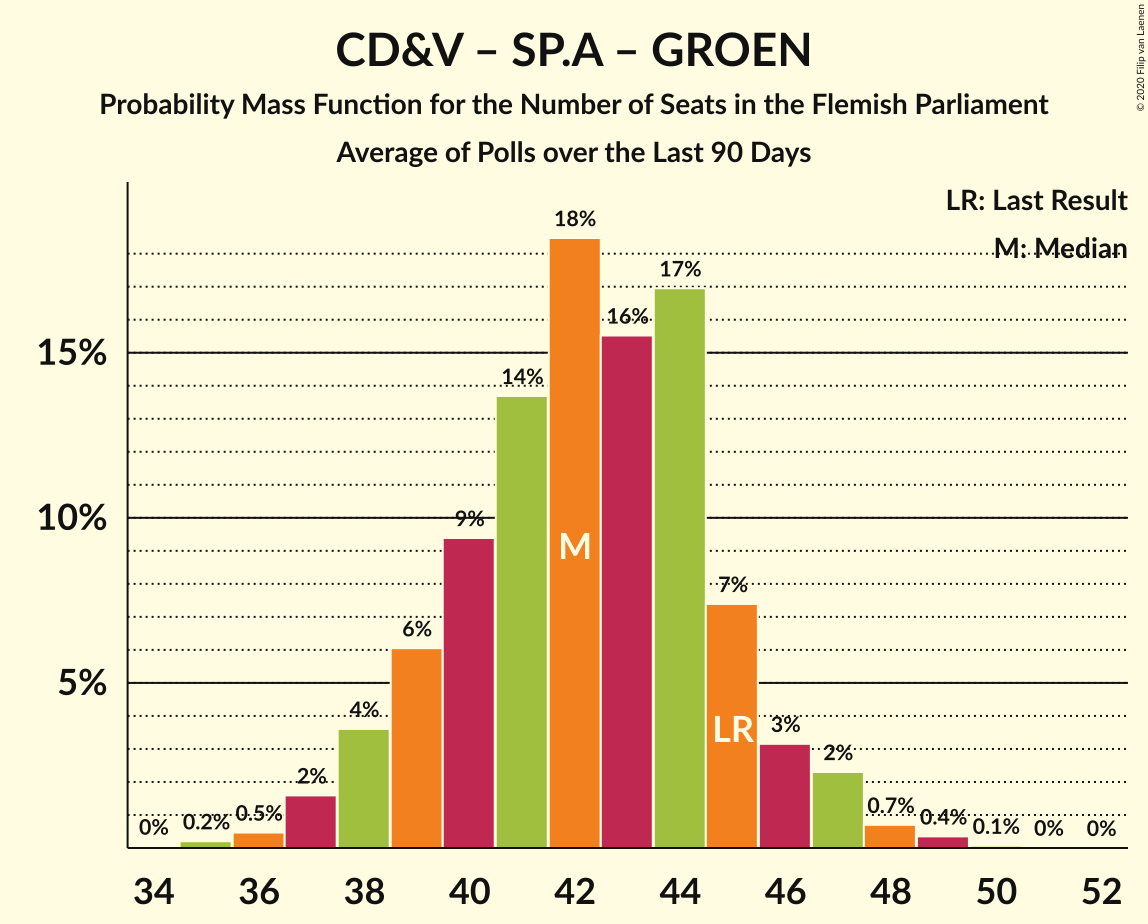 © 2020 Filip van Laenen
CD&V – SP.A – GROEN
Probability Mass Function for the Number of Seats in the Flemish Parliament
Average of Polls over the Last 90 Days
LR: Last Result
M: Median
15%
10%
5%
0%
0.2%
0.5%
2%
4%
6%
9%
14%
18%
16%
17%
7%
3%
2%
0.7%
0.4%
0.1%
0%
0%
M
LR
34 36 38 40 42 44 46 48 50 52